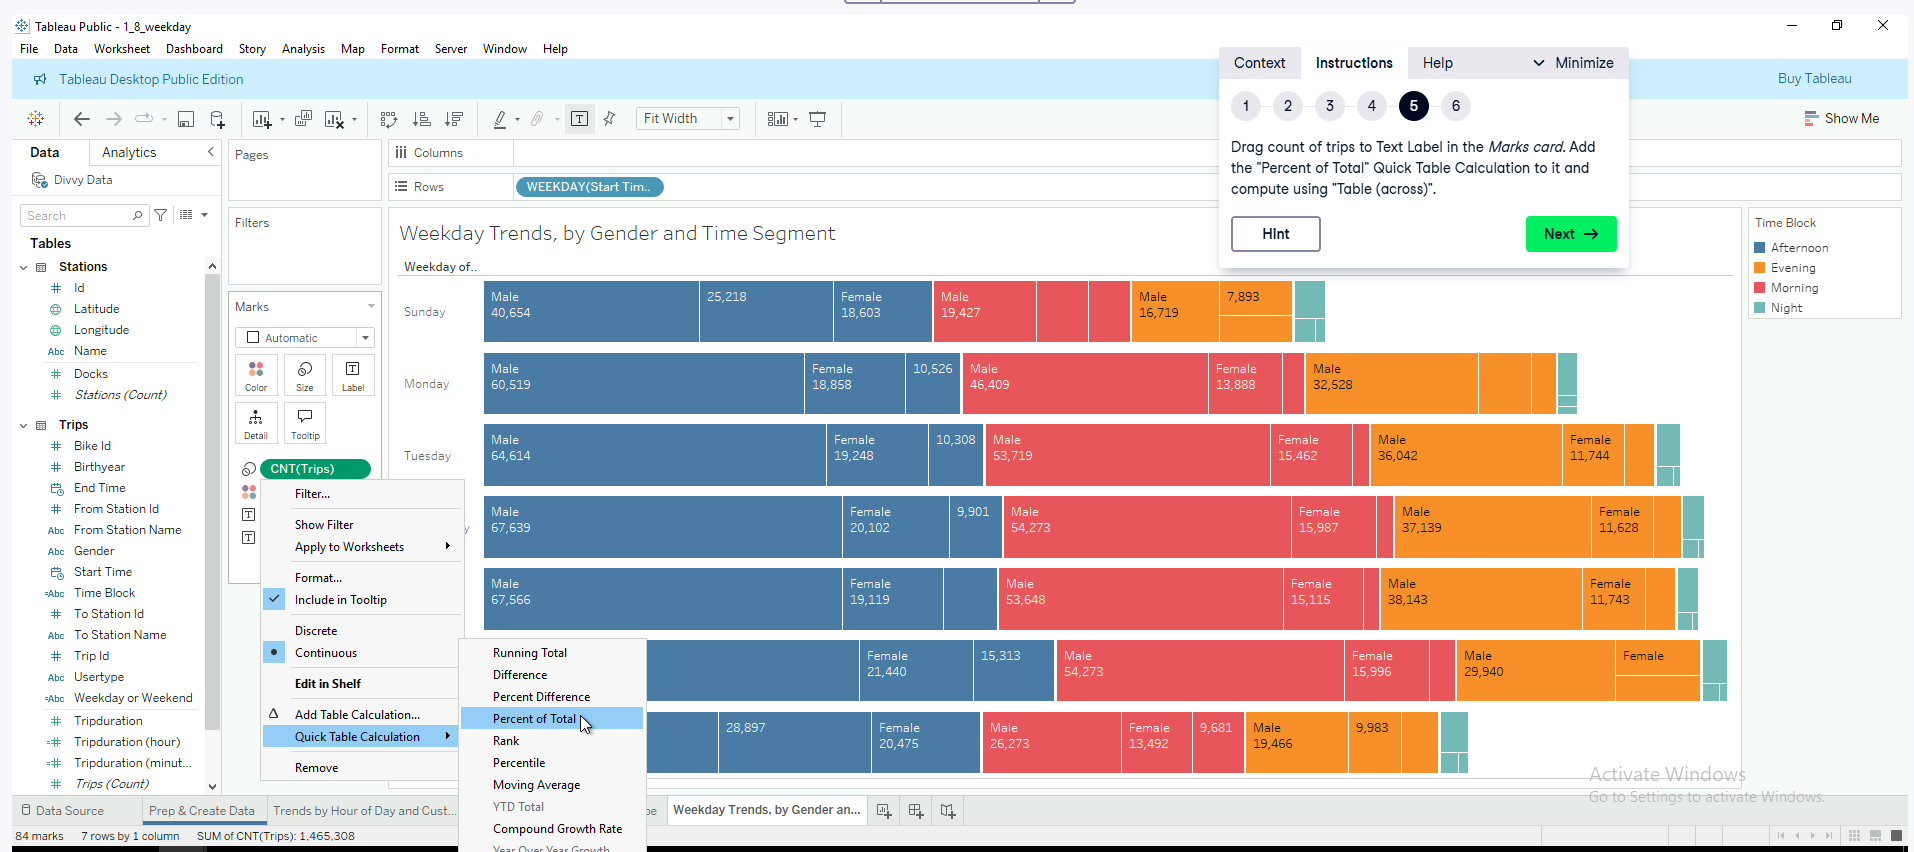 Tableau Public - 1_8_weekday
File Data Worksheet Dashboard Story Analysis Map Format Server Window Help
Tableau Desktop Public Edition
Buy Tableau
Fit Width
Show Me
Context Instructions Help Minimize
1 2 3 4 5 6
Drag count of trips to Text Label in the Marks card. Add
the "Percent of Total" Quick Table Calculation to it and
compute using "Table (across)".
Hint Next
Data Analytics
Divvy Data
Search
Tables
Stations
# Id
Latitude
Longitude
Abc Name
# Docks
# Stations (Count)
Trips
# Bike Id
# Birthyear
End Time
# From Station Id
Abc From Station Name
Abc Gender
Start Time
=Abc Time Block
# To Station Id
Abc To Station Name
# Trip Id
Abc Usertype
=Abc Weekday or Weekend
# Tripduration
=# Tripduration (hour)
=# Tripduration (minut...
# Trips (Count)
Pages
Filters
Marks
Automatic
Color Size Label
Detail Tooltip
CNT(Trips)
Filter...
Show Filter
Apply to Worksheets
Format...
Include in Tooltip
Discrete
Continuous
Edit in Shelf
Add Table Calculation...
Quick Table Calculation
Remove
Running Total
Difference
Percent Difference
Percent of Total
Rank
Percentile
Moving Average
YTD Total
Compound Growth Rate
Year Over Year Growth
Columns
Rows WEEKDAY(Start Tim..
Weekday Trends, by Gender and Time Segment
Weekday of..
Sunday
Male 25,218 Female Male Male 7,893
40,654 18,603 19,427 16,719
Monday
Male Female 10,526 Male Female Male
60,519 18,858 46,409 13,888 32,528
Tuesday
Male Female 10,308 Male Female Male Female
64,614 19,248 53,719 15,462 36,042 11,744
y
Male Female 9,901 Male Female Male Female
67,639 20,102 54,273 15,987 37,139 11,628
Male Female Male Female Male Female
67,566 19,119 53,648 15,115 38,143 11,743
Female 15,313 Male Female Male Female
21,440 54,273 15,996 29,940
28,897 Female Male Female 9,681 Male 9,983
20,475 26,273 13,492 19,466
Time Block
Afternoon
Evening
Morning
Night
Activate Windows
Go to Settings to activate Windows.
Data Source Prep & Create Data Trends by Hour of Day and Cust... pe Weekday Trends, by Gender an...
84 marks 7 rows by 1 column SUM of CNT(Trips): 1,465,308